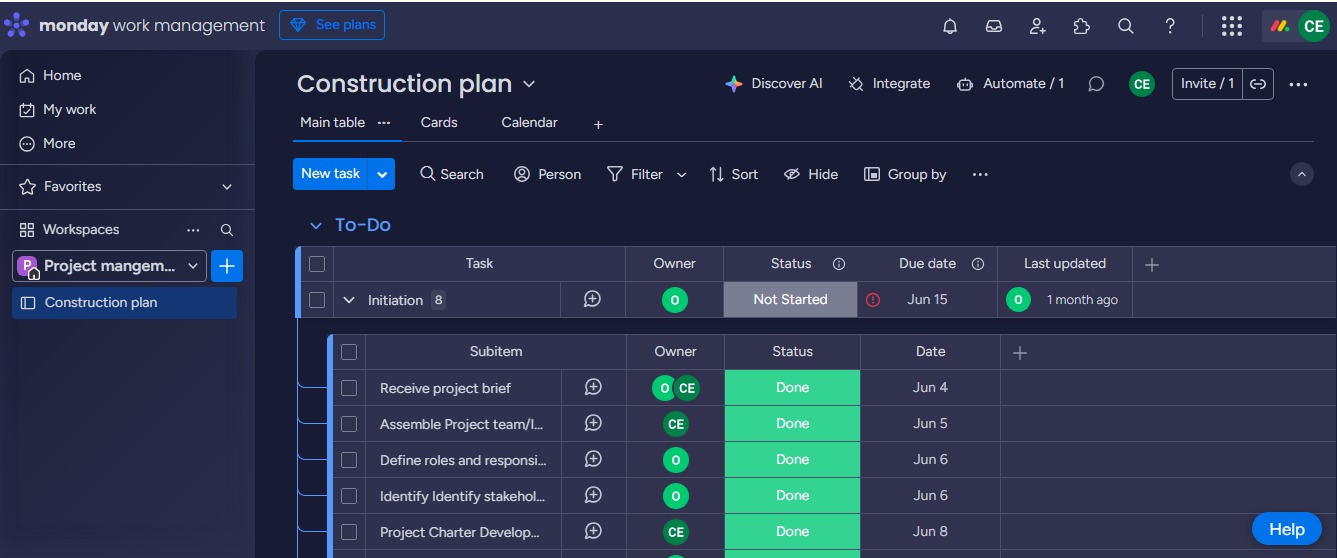 monday work management See plans CE
Home
My work
More
Favorites
Workspaces
P Project mangem...
Construction plan
Construction plan Discover AI Integrate Automate / 1 CE Invite / 1
Main table Cards Calendar +
New task Search Person Filter Sort Hide Group by
To-Do
Task Owner Status Due date Last updated +
Initiation 8 O Not Started Jun 15 O 1 month ago
Subitem Owner Status Date +
Receive project brief O CE Done Jun 4
Assemble Project team/I... CE Done Jun 5
Define roles and responsi... O Done Jun 6
Identify Identify stakehol... O Done Jun 6
Project Charter Develop... CE Done Jun 8
Help